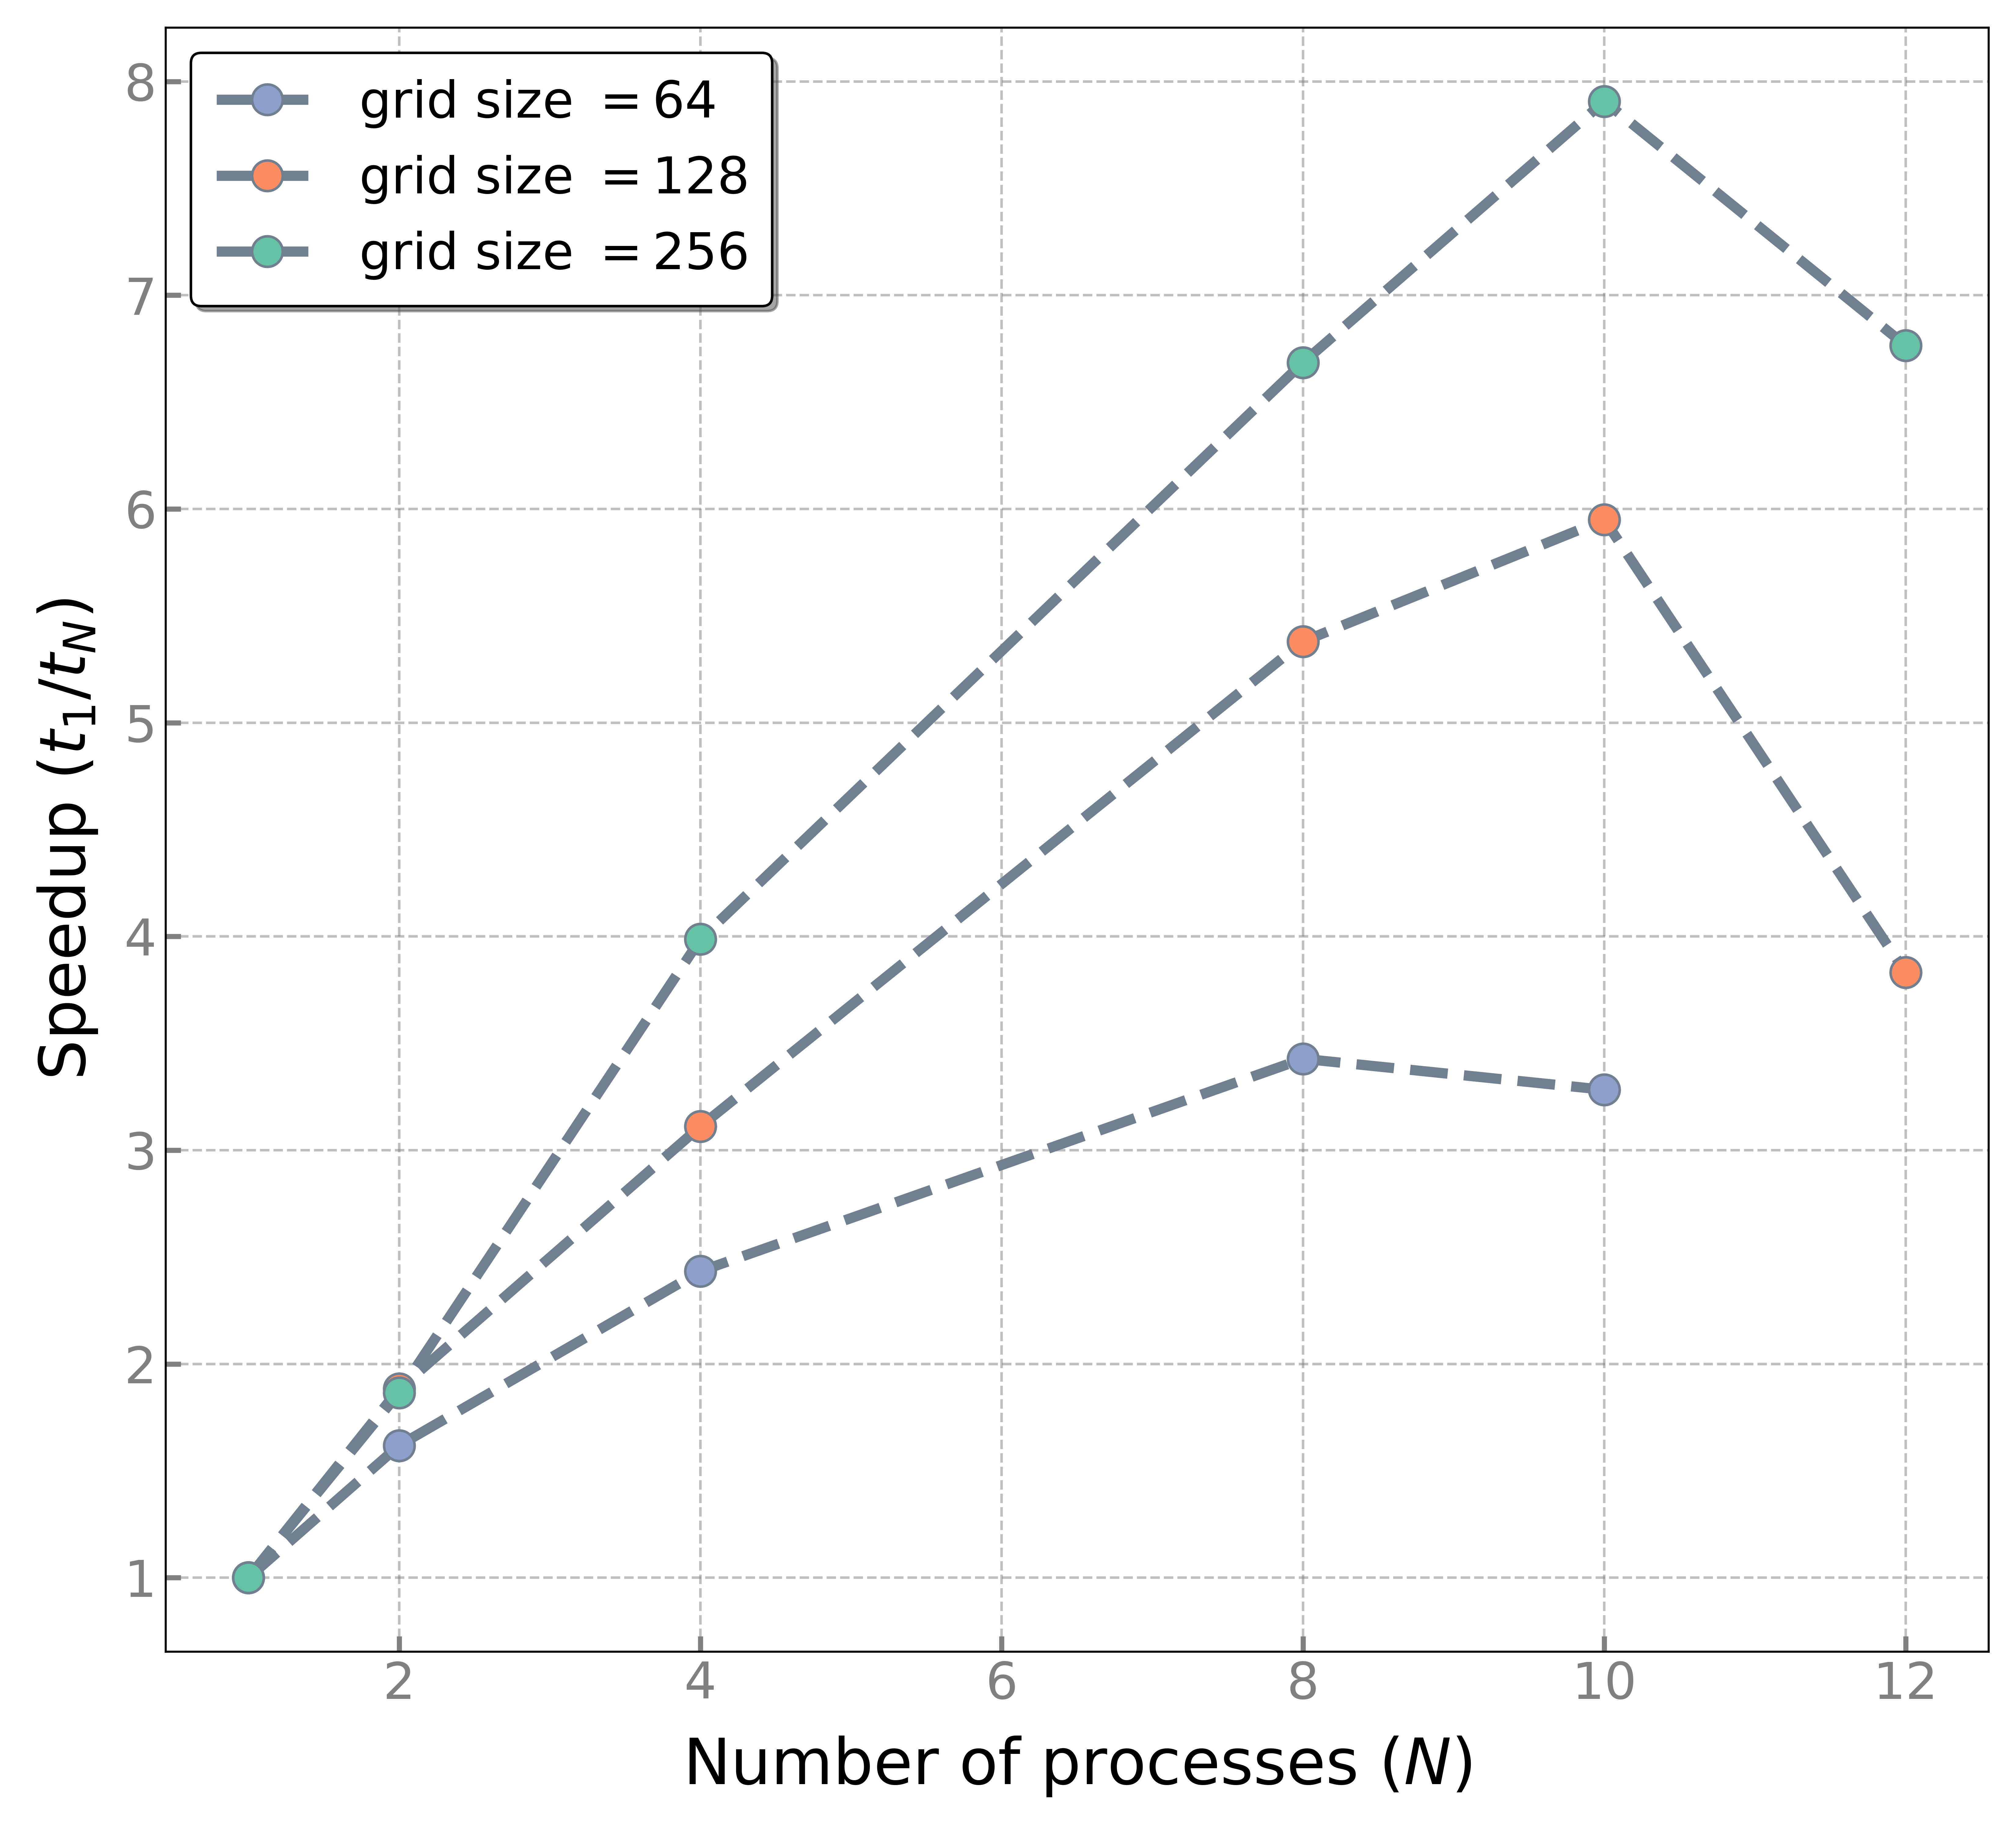 grid size = 64
grid size = 128
grid size = 256
8
7
6
5
4
3
2
1
Speedup (t₁/t_N)
2 4 6 8 10 12
Number of processes (N)